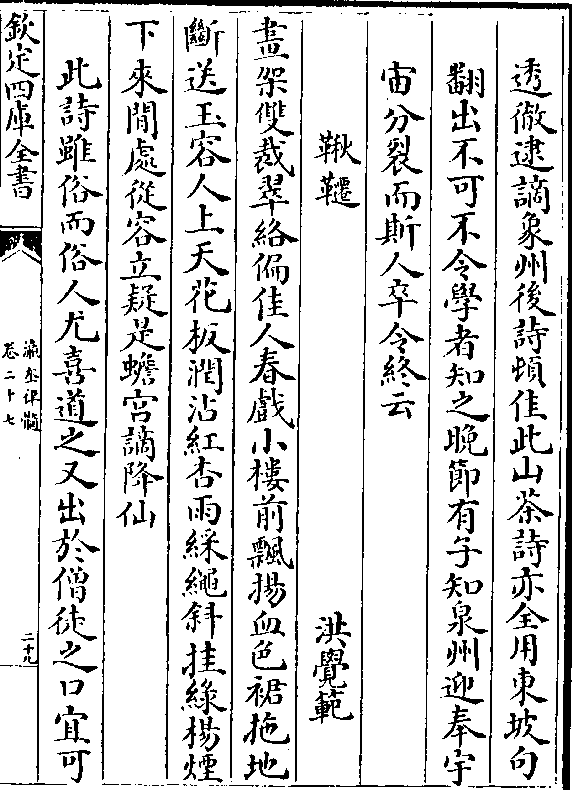 透徹逮謫象州後詩頓佳此山茶詩亦全用東坡句
翻出不可不令學者知之晚節有子知泉州迎奉宇
宙分裂而斯人卒令終云
鞦韆　洪覺範
畫架雙裁翠絡偏佳人春戲小樓前飄揚血色裙拖地
斷送玉容人上天花板潤沾紅杏雨綵繩斜挂綠楊煙
下來閒處從容立疑是蟾宮謫降仙
此詩雖俗而俗人尤喜道之又出於僧徒之口宜可
欽定四庫全書
瀛奎律髓
卷二十七
二十九